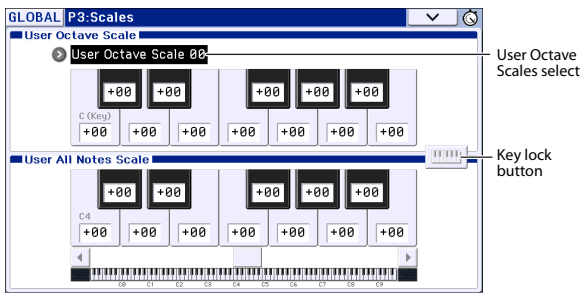 GLOBAL P3:Scales
User Octave Scale
User Octave Scale 00
User Octave
Scales select
+00 +00 +00 +00 +00
C (Key)
+00 +00 +00 +00 +00 +00 +00
Key lock
button
User All Notes Scale
+00 +00 +00 +00 +00
C4
+00 +00 +00 +00 +00 +00 +00
C0 C1 C2 C3 C4 C5 C6 C7 C8 C9